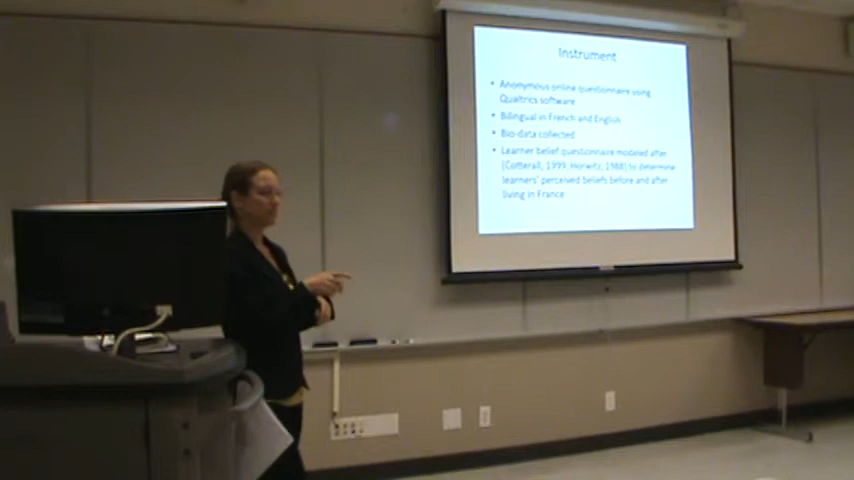 Instrument
• Anonymous online questionnaire using
Qualtrics software
• Bilingual in French and English
• Bio-data collected
• Learner belief questionnaire modeled after
(Cotterall, 1999; Horwitz, 1988) to determine
learners' perceived beliefs before and after
living in France